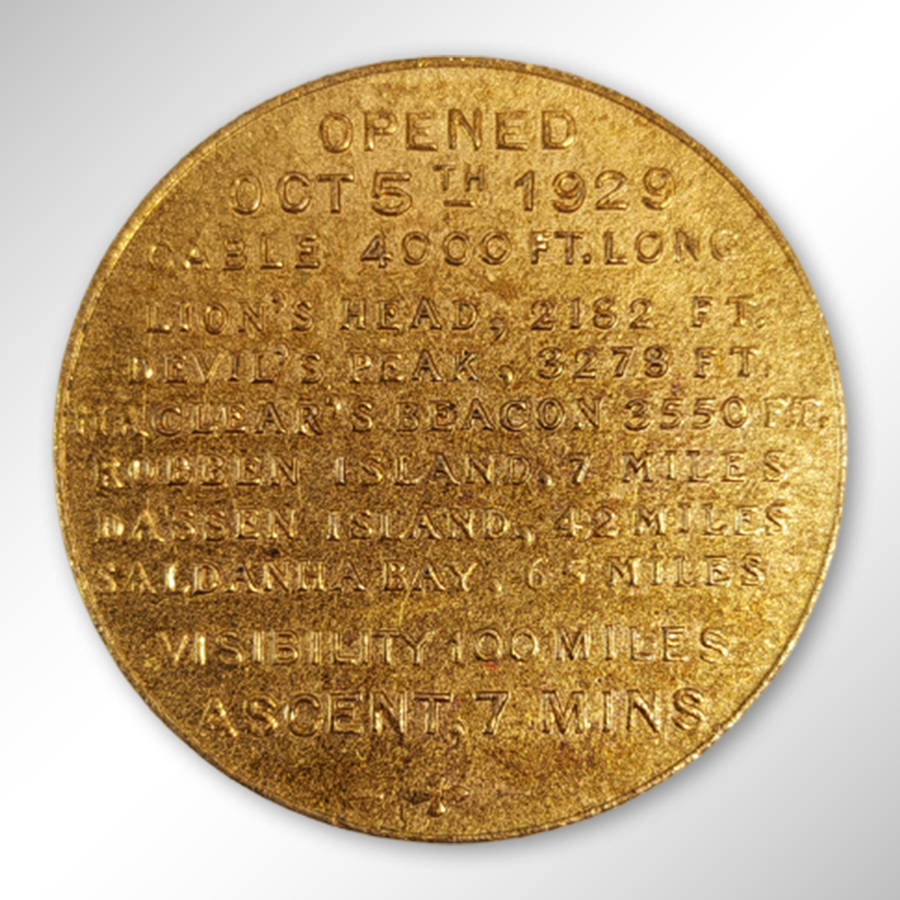 OPENED
OCT 5TH 1929
CABLE 4000 FT. LONG
LION'S HEAD, 2162 FT.
DEVIL'S PEAK, 3278 FT.
MACLEAR'S BEACON 3550 FT.
ROBBEN ISLAND, 7 MILES
DASSEN ISLAND, 42 MILES
SALDANHA BAY, 65 MILES
VISIBILITY 100 MILES
ASCENT, 7 MINS